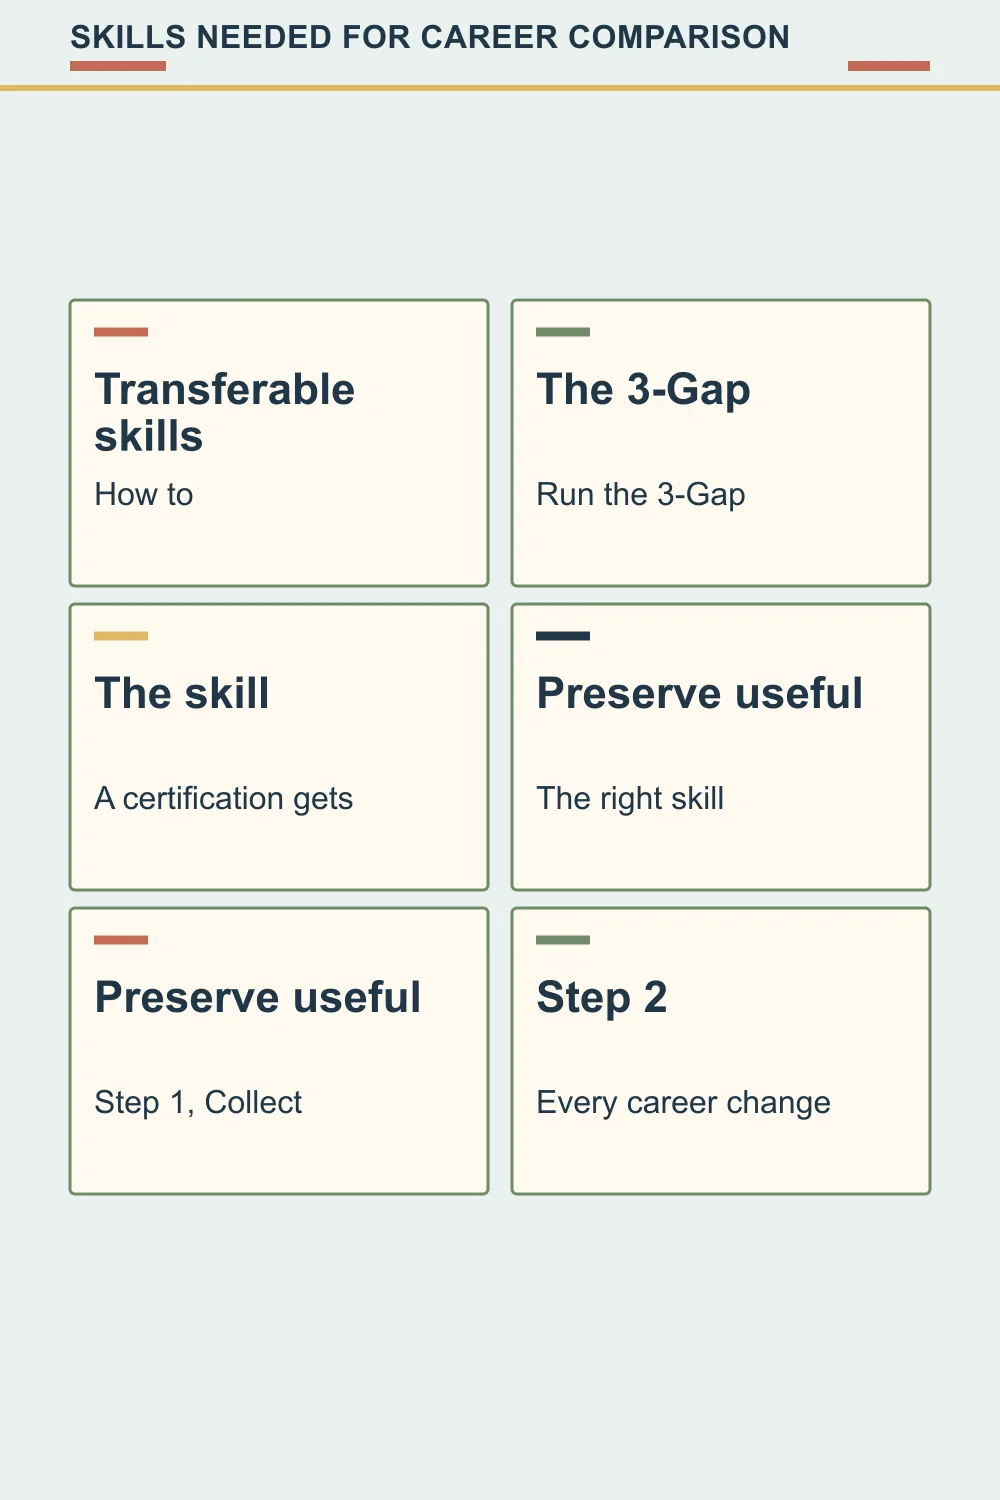 SKILLS NEEDED FOR CAREER COMPARISON
Transferable
skills
How to
The 3-Gap
Run the 3-Gap
The skill
A certification gets
Preserve useful
The right skill
Preserve useful
Step 1, Collect
Step 2
Every career change